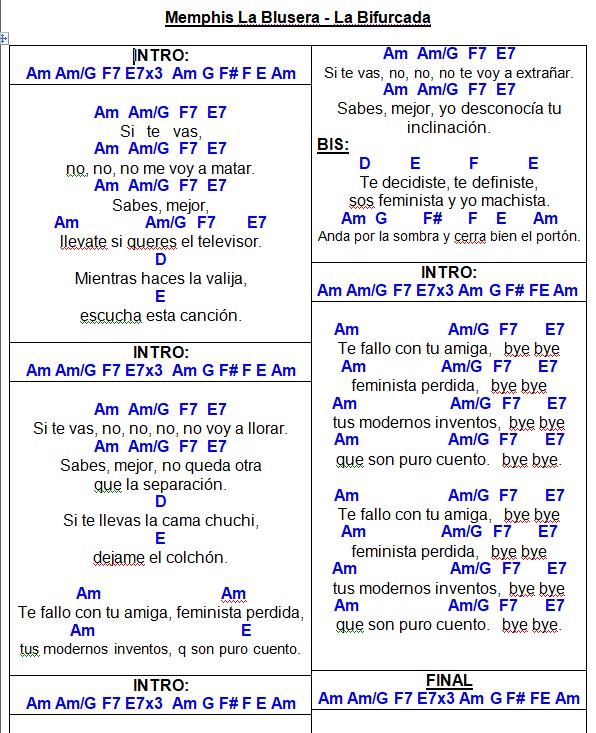 Memphis La Blusera - La Bifurcada
INTRO:
Am Am/G F7 E7x3 Am G F# F E Am
Am Am/G F7 E7
Si te vas,
Am Am/G F7 E7
no, no, no me voy a matar.
Am Am/G F7 E7
Sabes, mejor,
Am Am/G F7 E7
llevate si queres el televisor.
D
Mientras haces la valija,
E
escucha esta canción.
INTRO:
Am Am/G F7 E7x3 Am G F# F E Am
Am Am/G F7 E7
Si te vas, no, no, no, no voy a llorar.
Am Am/G F7 E7
Sabes, mejor, no queda otra
que la separación.
D
Si te llevas la cama chuchi,
E
dejame el colchón.
Am Am
Te fallo con tu amiga, feminista perdida,
Am E
tus modernos inventos, q son puro cuento.
INTRO:
Am Am/G F7 E7x3 Am G F# F E Am
Am Am/G F7 E7
Si te vas, no, no, no te voy a extrañar.
Am Am/G F7 E7
Sabes, mejor, yo desconocía tu
inclinación.
BIS:
D E F E
Te decidiste, te definiste,
sos feminista y yo machista.
Am G F# F E Am
Anda por la sombra y cerra bien el portón.
INTRO:
Am Am/G F7 E7x3 Am G F# FE Am
Am Am/G F7 E7
Te fallo con tu amiga, bye bye
Am Am/G F7 E7
feminista perdida, bye bye
Am Am/G F7 E7
tus modernos inventos, bye bye
Am Am/G F7 E7
que son puro cuento. bye bye.
Am Am/G F7 E7
Te fallo con tu amiga, bye bye
Am Am/G F7 E7
feminista perdida, bye bye
Am Am/G F7 E7
tus modernos inventos, bye bye
Am Am/G F7 E7
que son puro cuento. bye bye.
FINAL
Am Am/G F7 E7x3 Am G F# FE Am